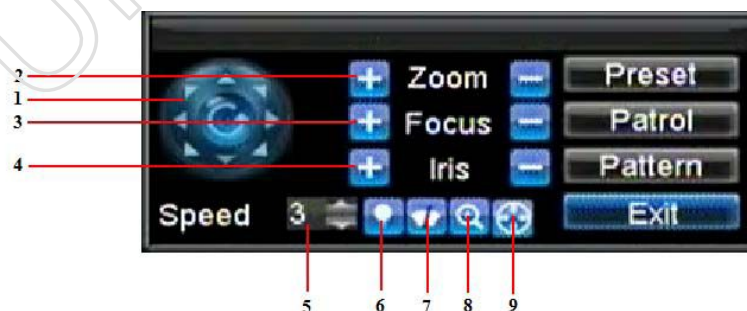 2
1
3
4
Zoom
Focus
Iris
Preset
Patrol
Pattern
Exit
Speed 3
5 6 7 8 9